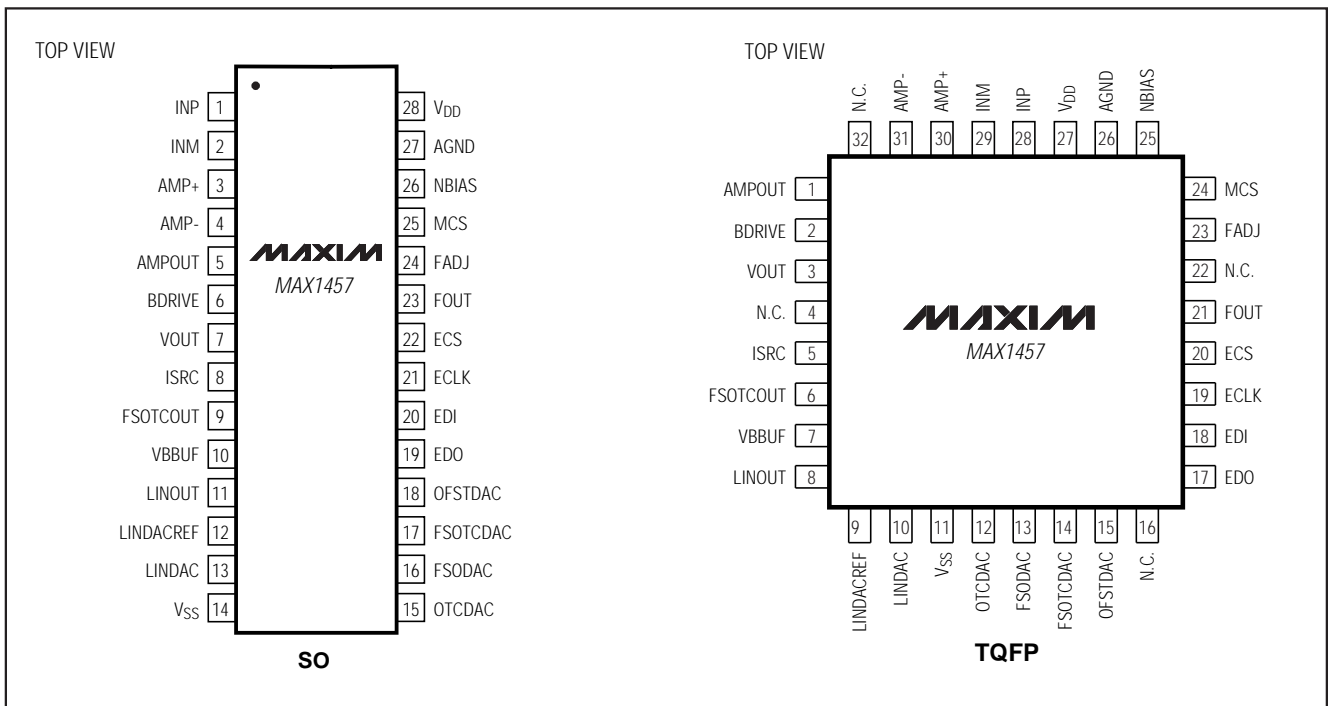 TOP VIEW
INP 1
INM 2
AMP+ 3
AMP- 4
AMPOUT 5
BDRIVE 6
VOUT 7
ISRC 8
FSOTCOUT 9
VBBUF 10
LINOUT 11
LINDACREF 12
LINDAC 13
VSS 14
MAXIM
MAX1457
28 VDD
27 AGND
26 NBIAS
25 MCS
24 FADJ
23 FOUT
22 ECS
21 ECLK
20 EDI
19 EDO
18 OFSTDAC
17 FSOTCDAC
16 FSODAC
15 OTCDAC
SO
TOP VIEW
N.C. AMP- AMP+ INM INP VDD AGND NBIAS
32 31 30 29 28 27 26 25
AMPOUT 1
BDRIVE 2
VOUT 3
N.C. 4
ISRC 5
FSOTCOUT 6
VBBUF 7
LINOUT 8
MAXIM
MAX1457
24 MCS
23 FADJ
22 N.C.
21 FOUT
20 ECS
19 ECLK
18 EDI
17 EDO
9 10 11 12 13 14 15 16
LINDACREF LINDAC VSS OTCDAC FSODAC FSOTCDAC OFSTDAC N.C.
TQFP